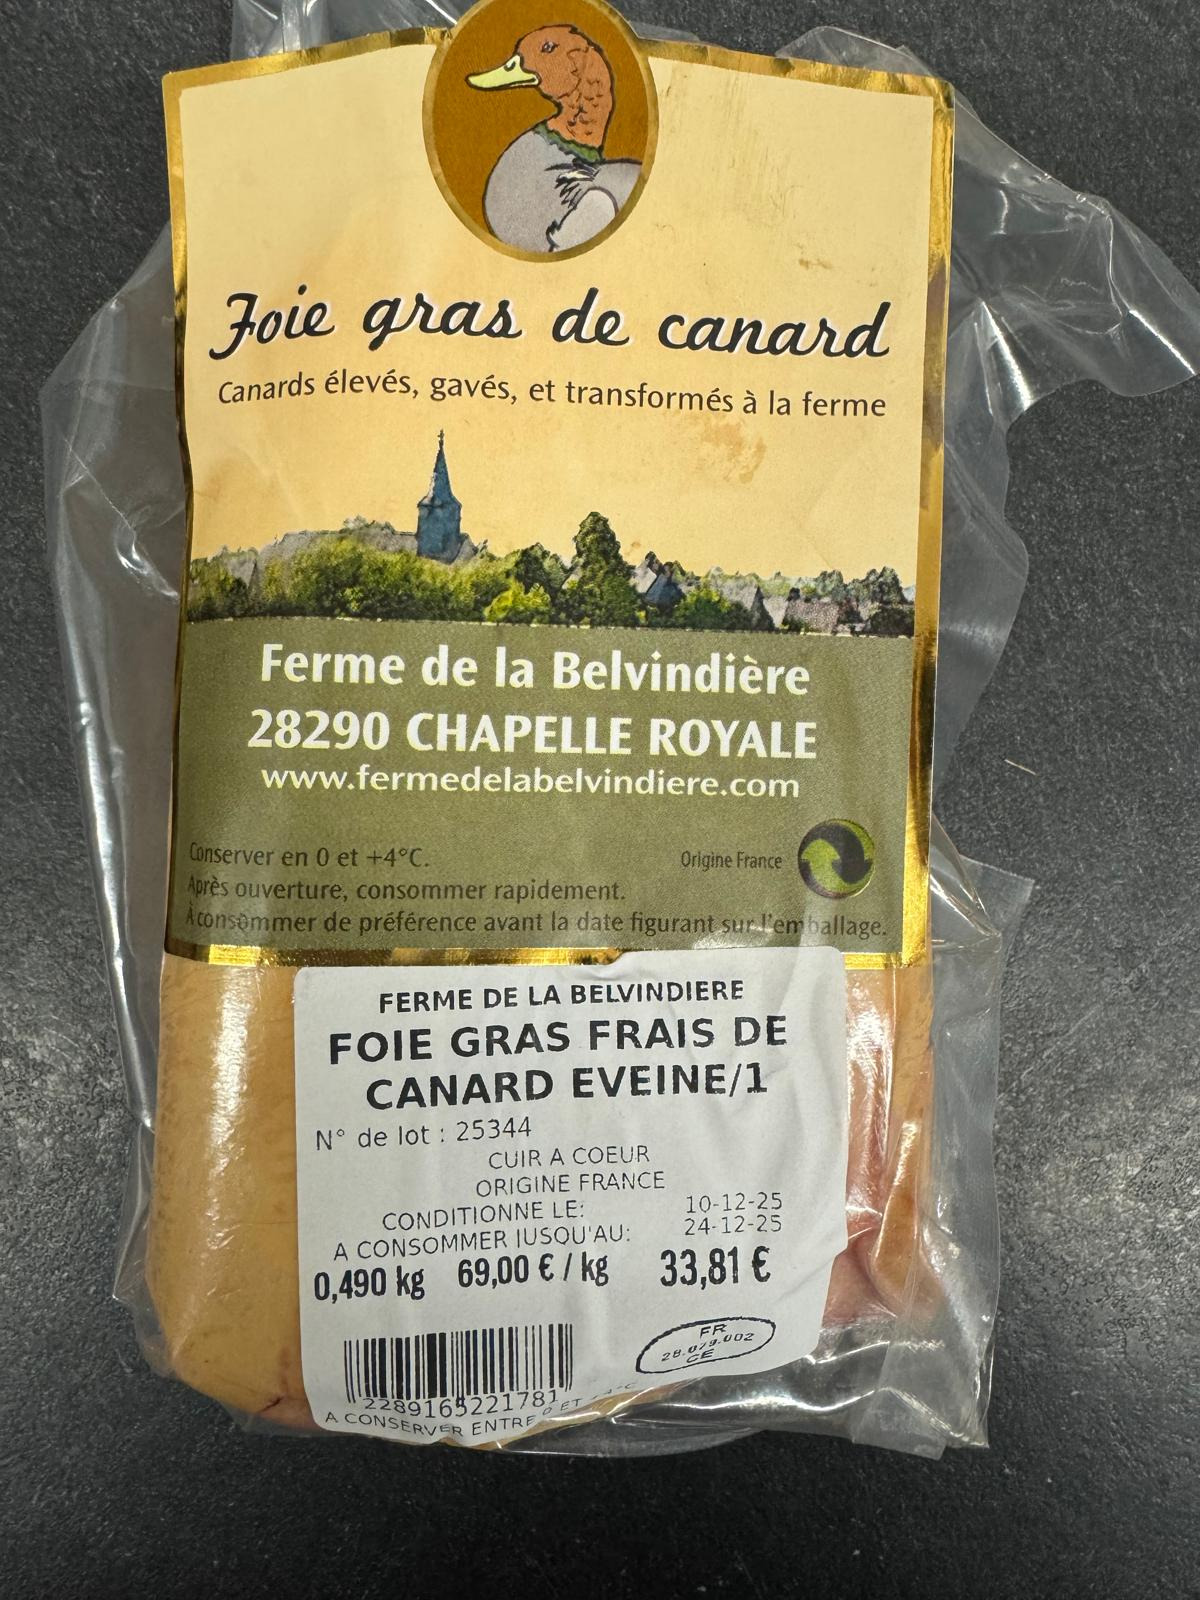 Foie gras de canard
Canards élevés, gavés, et transformés à la ferme
Ferme de la Belvindière
28290 CHAPELLE ROYALE
www.fermedelabelvindiere.com
Conserver en 0 et +4°C.
Origine France
Après ouverture, consommer rapidement.
À consommer de préférence avant la date figurant sur l'emballage.
FERME DE LA BELVINDIERE
FOIE GRAS FRAIS DE
CANARD EVEINE/1
N° de lot : 25344
CUIR A COEUR
ORIGINE FRANCE
CONDITIONNE LE: 10-12-25
A CONSOMMER JUSQU'AU: 24-12-25
0,490 kg 69,00 € / kg 33,81 €
FR
28.079.002
CE
2289165221781
A CONSERVER ENTRE 0 ET +4°C